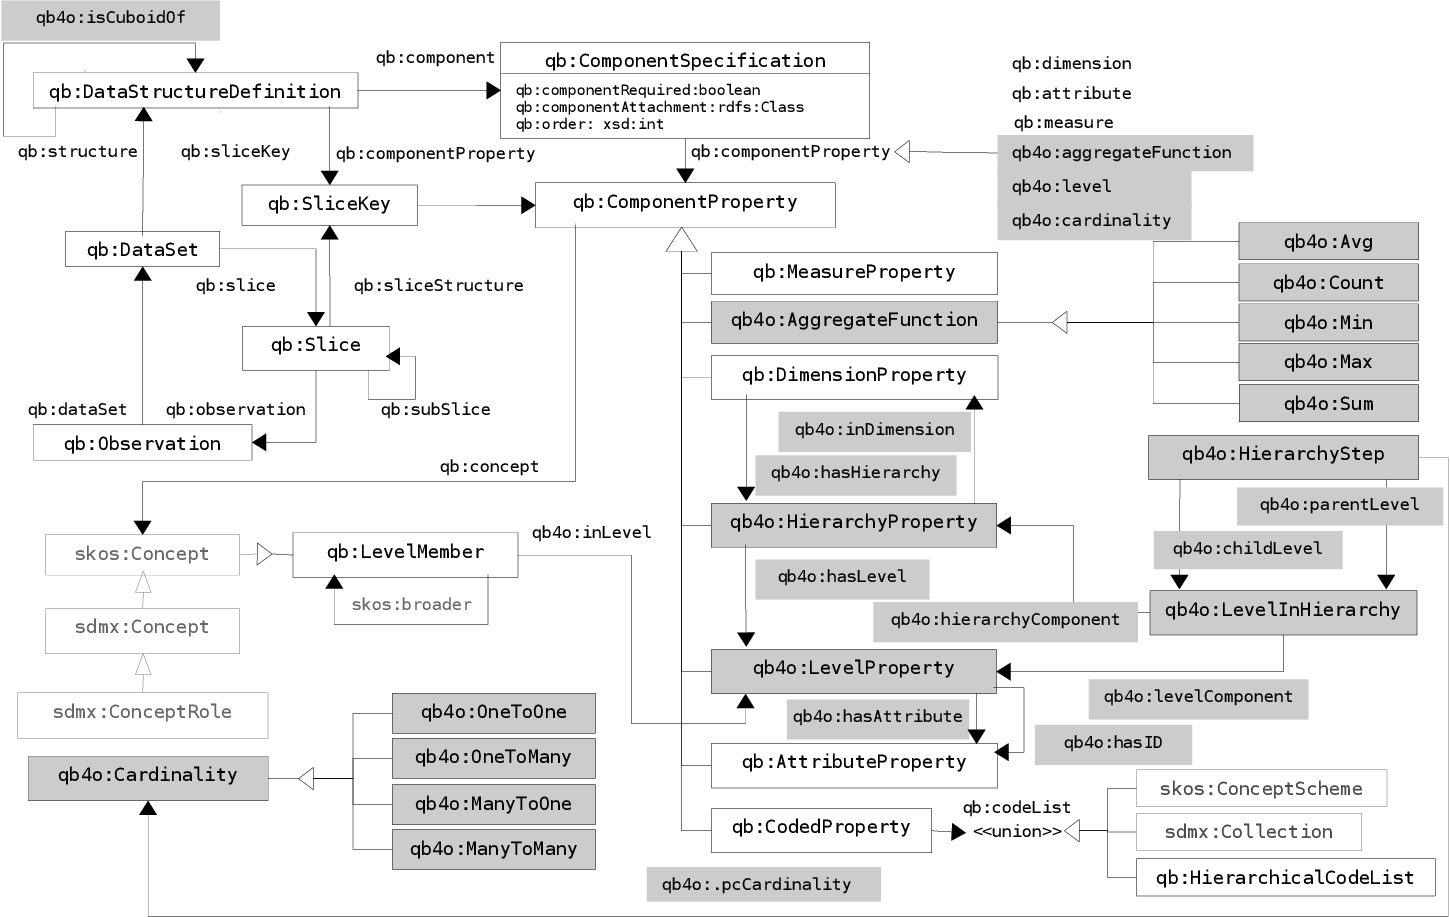 qb4o:isCuboidOf
qb:component
qb:ComponentSpecification
qb:componentRequired:boolean
qb:componentAttachment:rdfs:Class
qb:order: xsd:int
qb:DataStructureDefinition
qb:dimension
qb:attribute
qb:measure
qb4o:aggregateFunction
qb4o:level
qb4o:cardinality
qb:structure
qb:sliceKey
qb:componentProperty
qb:componentProperty
qb:SliceKey
qb:ComponentProperty
qb:DataSet
qb:slice
qb:sliceStructure
qb:MeasureProperty
qb4o:AggregateFunction
qb4o:Avg
qb4o:Count
qb4o:Min
qb4o:Max
qb4o:Sum
qb:Slice
qb:DimensionProperty
qb:dataSet
qb:observation
qb:subSlice
qb4o:inDimension
qb:Observation
qb:concept
qb4o:hasHierarchy
qb4o:HierarchyStep
qb4o:parentLevel
qb4o:HierarchyProperty
qb4o:childLevel
skos:Concept
qb:LevelMember
qb4o:inLevel
qb4o:hasLevel
skos:broader
qb4o:hierarchyComponent
qb4o:LevelInHierarchy
sdmx:Concept
qb4o:LevelProperty
qb4o:levelComponent
sdmx:ConceptRole
qb4o:OneToOne
qb4o:hasAttribute
qb4o:hasID
qb4o:OneToMany
qb4o:Cardinality
qb:AttributeProperty
qb4o:ManyToOne
qb4o:ManyToMany
qb:CodedProperty
qb:codeList
<<union>>
skos:ConceptScheme
sdmx:Collection
qb:HierarchicalCodeList
qb4o:.pcCardinality